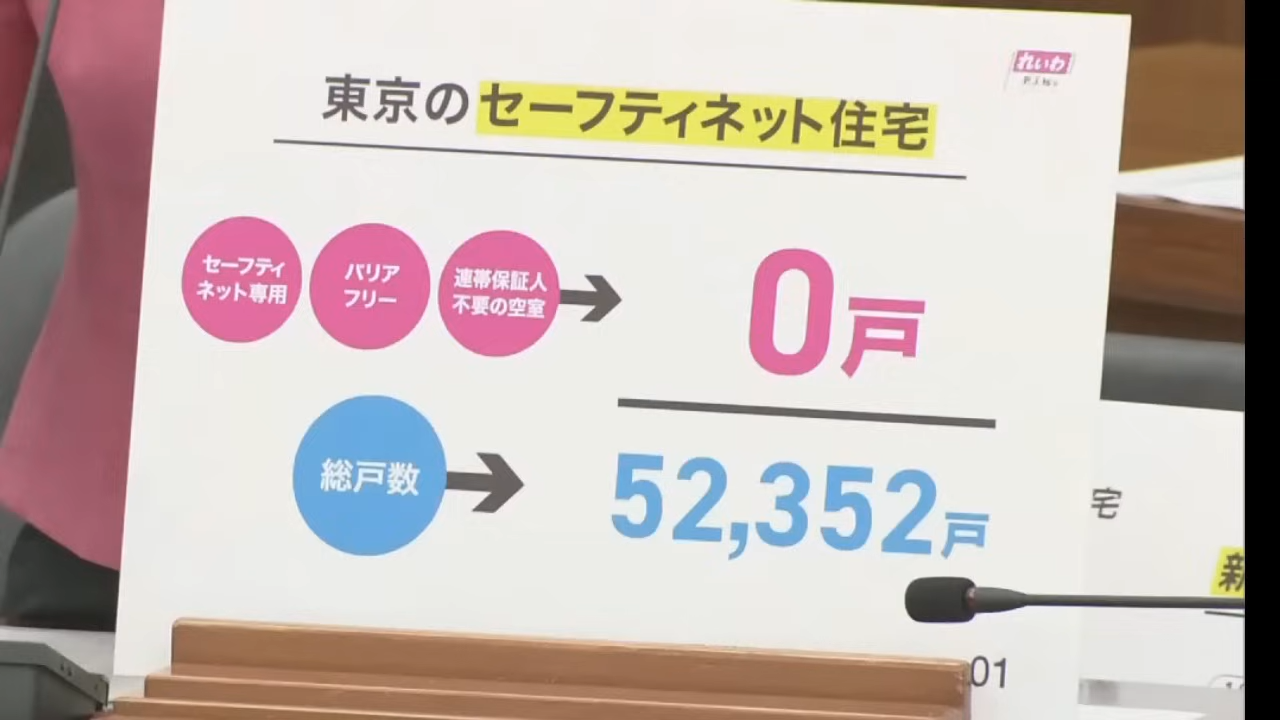 れいわ
東京のセーフティネット住宅
セーフティ
ネット専用
バリア
フリー
連帯保証人
不要の空室
0戸
総戸数
52,352戸
宅
新
01